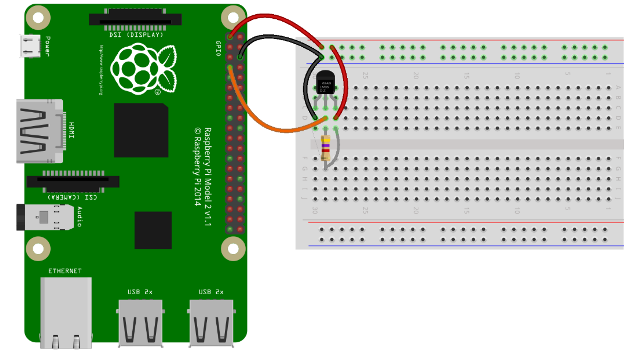 DSI (DISPLAY)
GPIO
Power
HDMI
Raspberry Pi Model 2 v1.1
© Raspberry Pi 2014
CSI (CAMERA)
Audio
ETHERNET
USB 2x
USB 2x